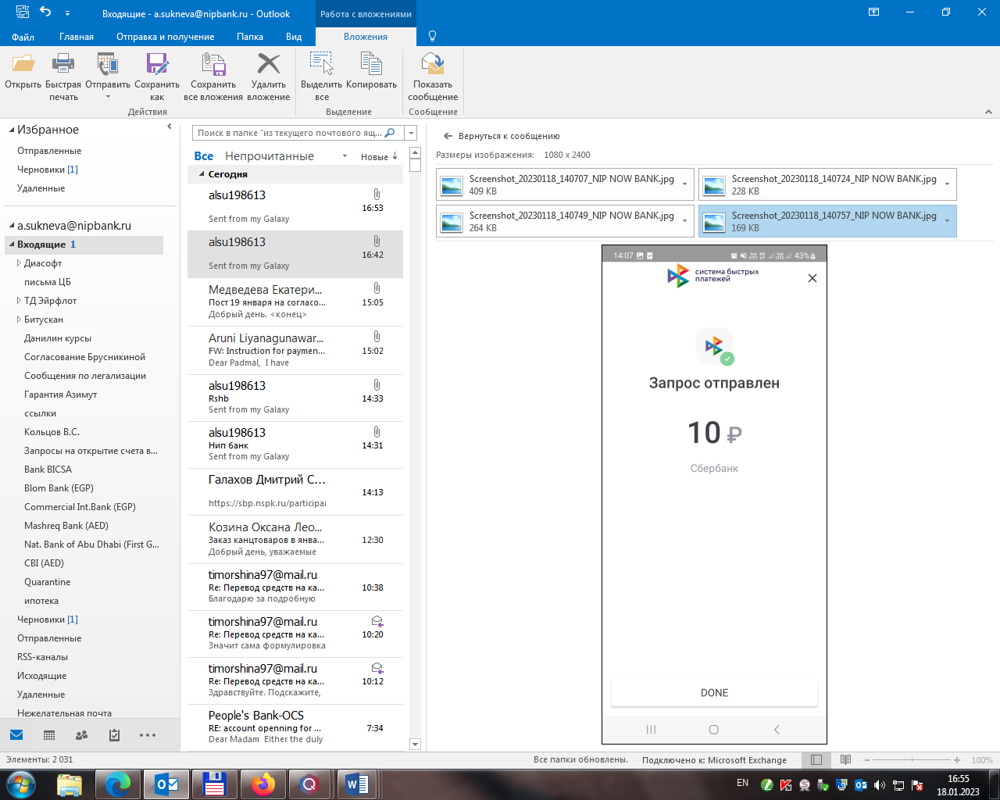 Входящие - a.sukneva@nipbank.ru - Outlook
Работа с вложениями
Файл
Главная
Отправка и получение
Папка
Вид
Вложения
Открыть
Быстрая печать
Отправить
Сохранить как
Сохранить все вложения
Удалить вложение
Выделить все
Копировать
Показать сообщение
Действия
Выделение
Сообщение
Избранное
Отправленные
Черновики [1]
Удаленные
a.sukneva@nipbank.ru
Входящие 1
Диасофт
письма ЦБ
ТД Эйрфлот
Битускан
Данилин курсы
Согласование Брусникиной
Сообщения по легализации
Гарантия Азимут
ссылки
Кольцов В.С.
Запросы на открытие счета в...
Bank BICSA
Blom Bank (EGP)
Commercial Int.Bank (EGP)
Mashreq Bank (AED)
Nat. Bank of Abu Dhabi (First G...
CBI (AED)
Quarantine
ипотека
Черновики [1]
Отправленные
RSS-каналы
Исходящие
Удаленные
Нежелательная почта
Поиск в папке "из текущего почтового ящ...
Все
Непрочитанные
Новые
Сегодня
alsu198613
16:53
Sent from my Galaxy
alsu198613
16:42
Sent from my Galaxy
Медведева Екатери...
Пост 19 января на согласо...
15:05
Добрый день. <конец>
Aruni Liyanagunawar...
FW: Instruction for paymen...
15:02
Dear Padmal, I have
alsu198613
Rshb
14:33
Sent from my Galaxy
alsu198613
Нип банк
14:31
Sent from my Galaxy
Галахов Дмитрий С...
14:13
https://sbp.nspk.ru/participan
Козина Оксана Лео...
Заказ канцтоваров в янва...
12:30
Добрый день, уважаемые
timorshina97@mail.ru
Re: Перевод средств на ка...
10:38
Благодарю за подробную
timorshina97@mail.ru
Re: Перевод средств на ка...
10:20
Значит сама формулировка
timorshina97@mail.ru
Re: Перевод средств на ка...
10:12
Здравствуйте. Подскажите,
People's Bank-OCS
RE: account openning for ...
7:34
Dear Madam Either the duly
Вернуться к сообщению
Размеры изображения: 1080 x 2400
Screenshot_20230118_140707_NIP NOW BANK.jpg
409 KB
Screenshot_20230118_140724_NIP NOW BANK.jpg
228 KB
Screenshot_20230118_140749_NIP NOW BANK.jpg
264 KB
Screenshot_20230118_140757_NIP NOW BANK.jpg
169 KB
14:07
43%
система быстрых
платежей
Запрос отправлен
10 ₽
Сбербанк
DONE
Элементы: 2 031
Все папки обновлены.
Подключено к: Microsoft Exchange
100%
EN
16:55
18.01.2023